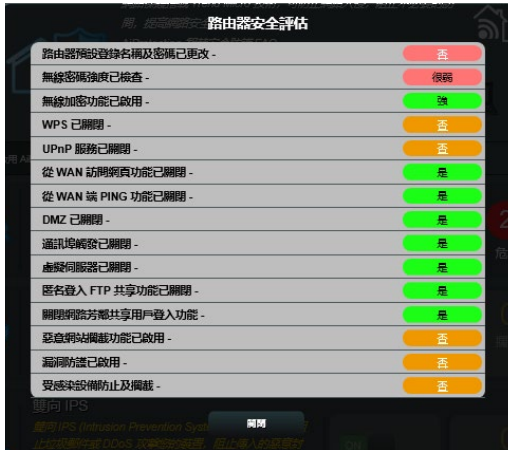 路由器安全評估
路由器預設登錄名稱及密碼已更改 - 否
無線密碼強度已檢查 - 很弱
無線加密功能已啟用 - 強
WPS 已關閉 - 否
UPnP 服務已關閉 - 否
從 WAN 訪問網頁功能已關閉 - 是
從 WAN 端 PING 功能已關閉 - 是
DMZ 已關閉 - 是
通訊埠觸發已關閉 - 是
虛擬伺服器已關閉 - 是
匿名登入 FTP 共享功能已關閉 - 是
關閉網路芳鄰共享用戶登入功能 - 是
惡意網站攔截功能已啟用 - 否
漏洞防護已啟用 - 否
受感染設備防止及攔截 - 否
雙向 IPS
關閉
雙向 IPS (Intrusion Prevention Syst